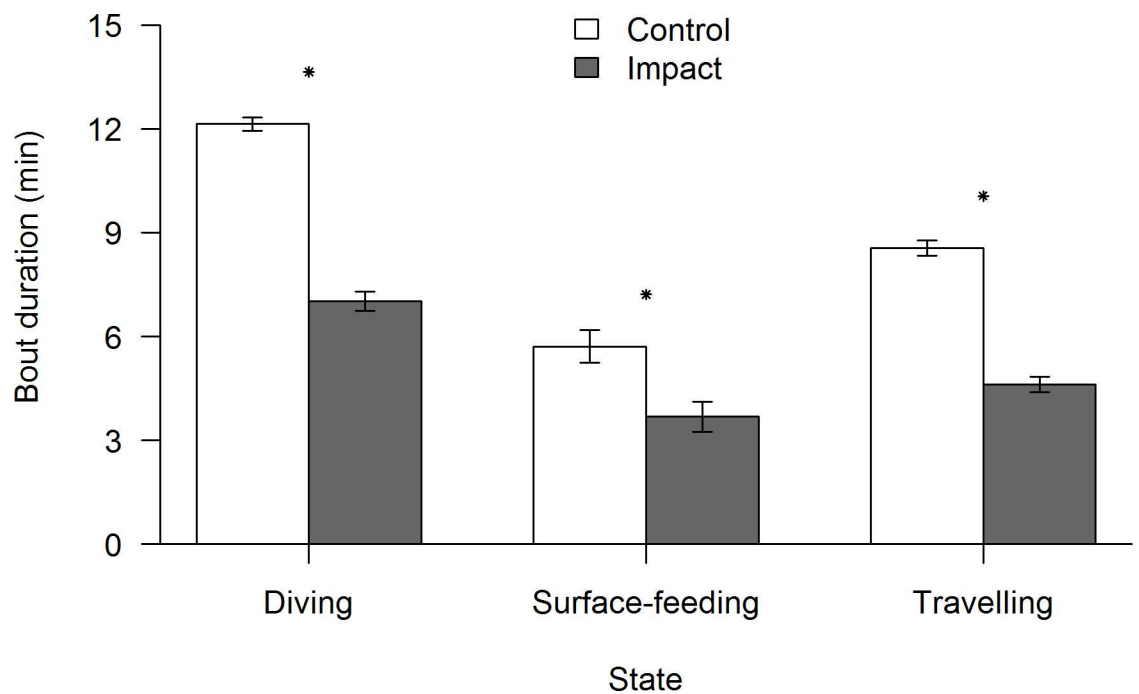 Control
Impact
Bout duration (min)
15
12
9
6
3
0
*
*
*
Diving
Surface-feeding
Travelling
State